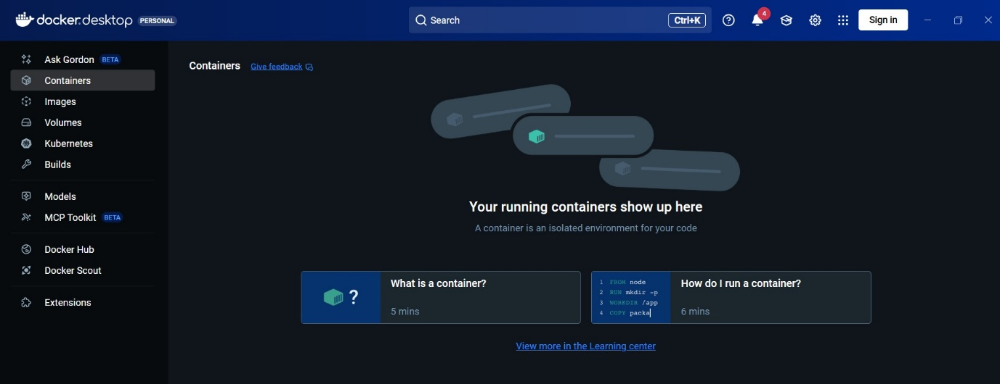 docker.desktop PERSONAL
Search Ctrl+K
4
Sign in
Ask Gordon BETA
Containers
Images
Volumes
Kubernetes
Builds
Models
MCP Toolkit BETA
Docker Hub
Docker Scout
Extensions
Containers Give feedback
Your running containers show up here
A container is an isolated environment for your code
?
What is a container?
5 mins
1 FROM node
2 RUN mkdir -p
3 WORKDIR /app
4 COPY packa
How do I run a container?
6 mins
View more in the Learning center